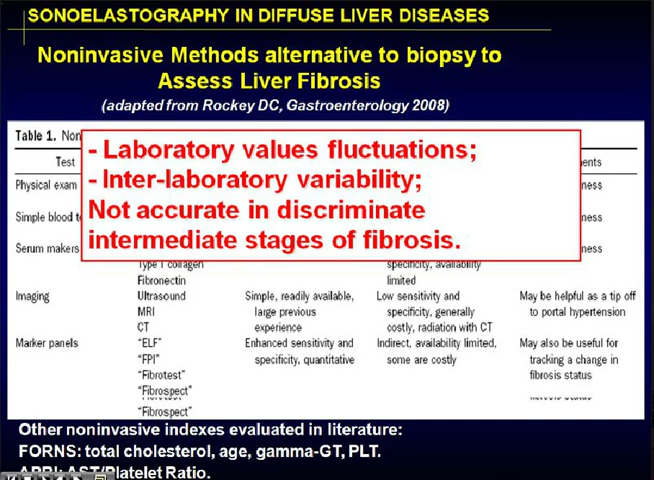 SONOELASTOGRAPHY IN DIFFUSE LIVER DISEASES
Noninvasive Methods alternative to biopsy to
Assess Liver Fibrosis
(adapted from Rockey DC, Gastroenterology 2008)
Table 1.
- Laboratory values fluctuations;
- Inter-laboratory variability;
Not accurate in discriminate
intermediate stages of fibrosis.
Test
Physical exam
Simple blood
Serum makers
Type I collagen specificity, availability
Fibronectin limited
Imaging Ultrasound Simple, readily available, Low sensitivity and May be helpful as a tip off
MRI large previous specificity, generally to portal hypertension
CT experience costly, radiation with CT
Marker panels "ELF" Enhanced sensitivity and Indirect, availability limited, May also be useful for
"FPI" specificity, quantitative some are costly tracking a change in
"Fibrotest" fibrosis status
"Fibrospect"
"Fibrospect"
Other noninvasive indexes evaluated in literature:
FORNS: total cholesterol, age, gamma-GT, PLT.
APRI: AST/Platelet Ratio.